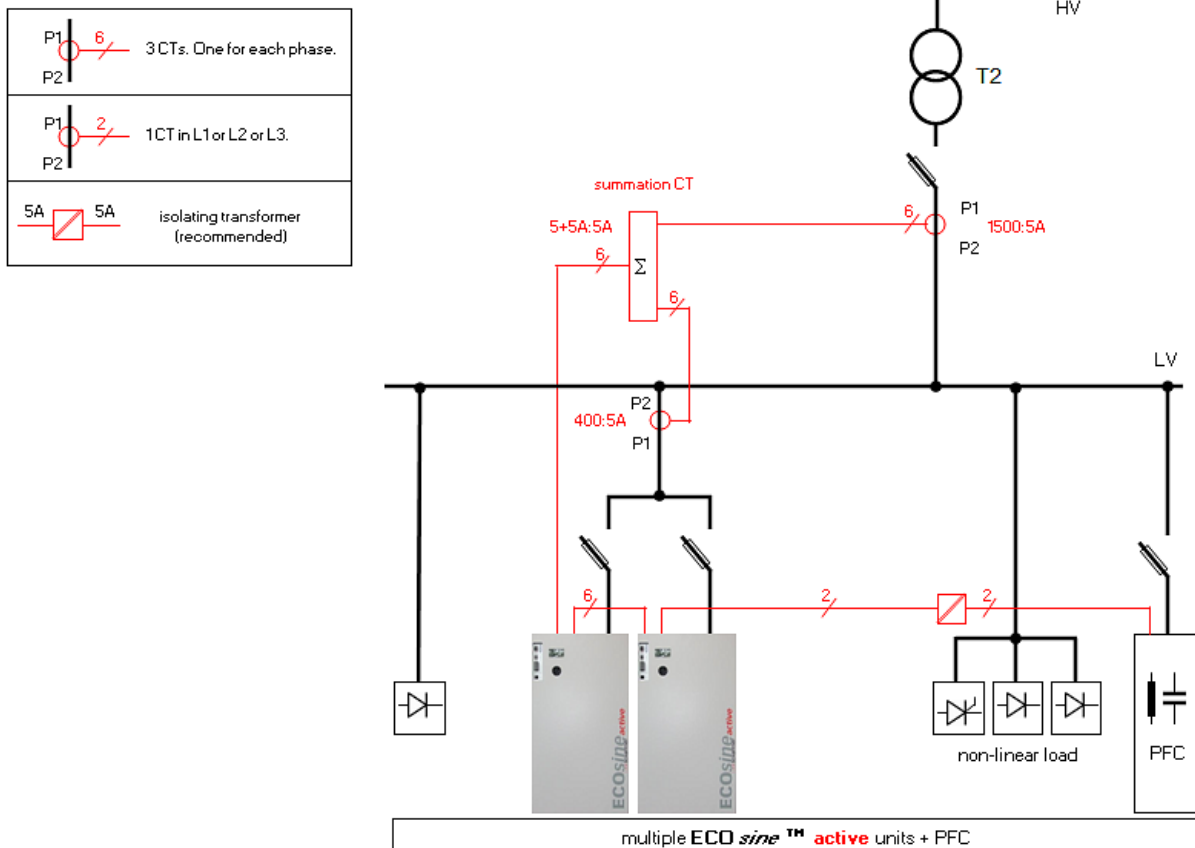 P1
6
3 CTs. One for each phase.
P2
P1
2
1 CT in L1 or L2 or L3.
P2
5A
5A
isolating transformer
(recommended)
HV
T2
summation CT
5+5A:5A
6
P1
1500:5A
P2
6
Σ
6
LV
P2
400:5A
P1
6
2
2
ECOsine active
ECOsine active
non-linear load
PFC
multiple ECO sine ™ active units + PFC